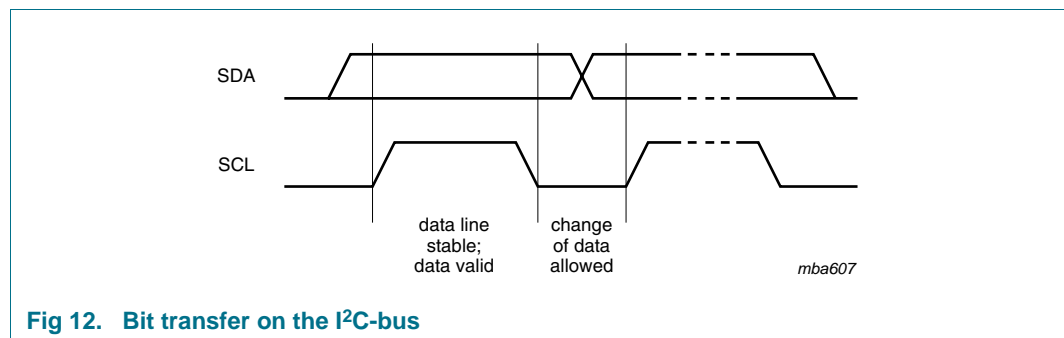 SDA
SCL
data line
stable;
data valid
change
of data
allowed
mba607
Fig 12. Bit transfer on the I²C-bus